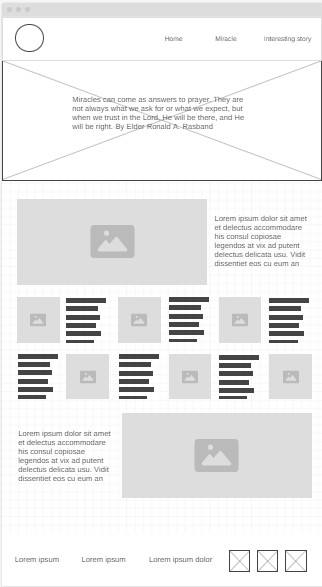 Home Miracle Interesting story
Miracles can come as answers to prayer. They are
not always what we ask for or what we expect, but
when we trust in the Lord, He will be there, and He
will be right. By Elder Ronald A. Rasband
Lorem ipsum dolor sit amet
et delectus accommodare
his consul copiosae
legendos at vix ad putent
delectus delicata usu. Vidit
dissentiet eos cu eum an
Lorem ipsum dolor sit amet
et delectus accommodare
his consul copiosae
legendos at vix ad putent
delectus delicata usu. Vidit
dissentiet eos cu eum an
Lorem ipsum Lorem ipsum Lorem ipsum dolor